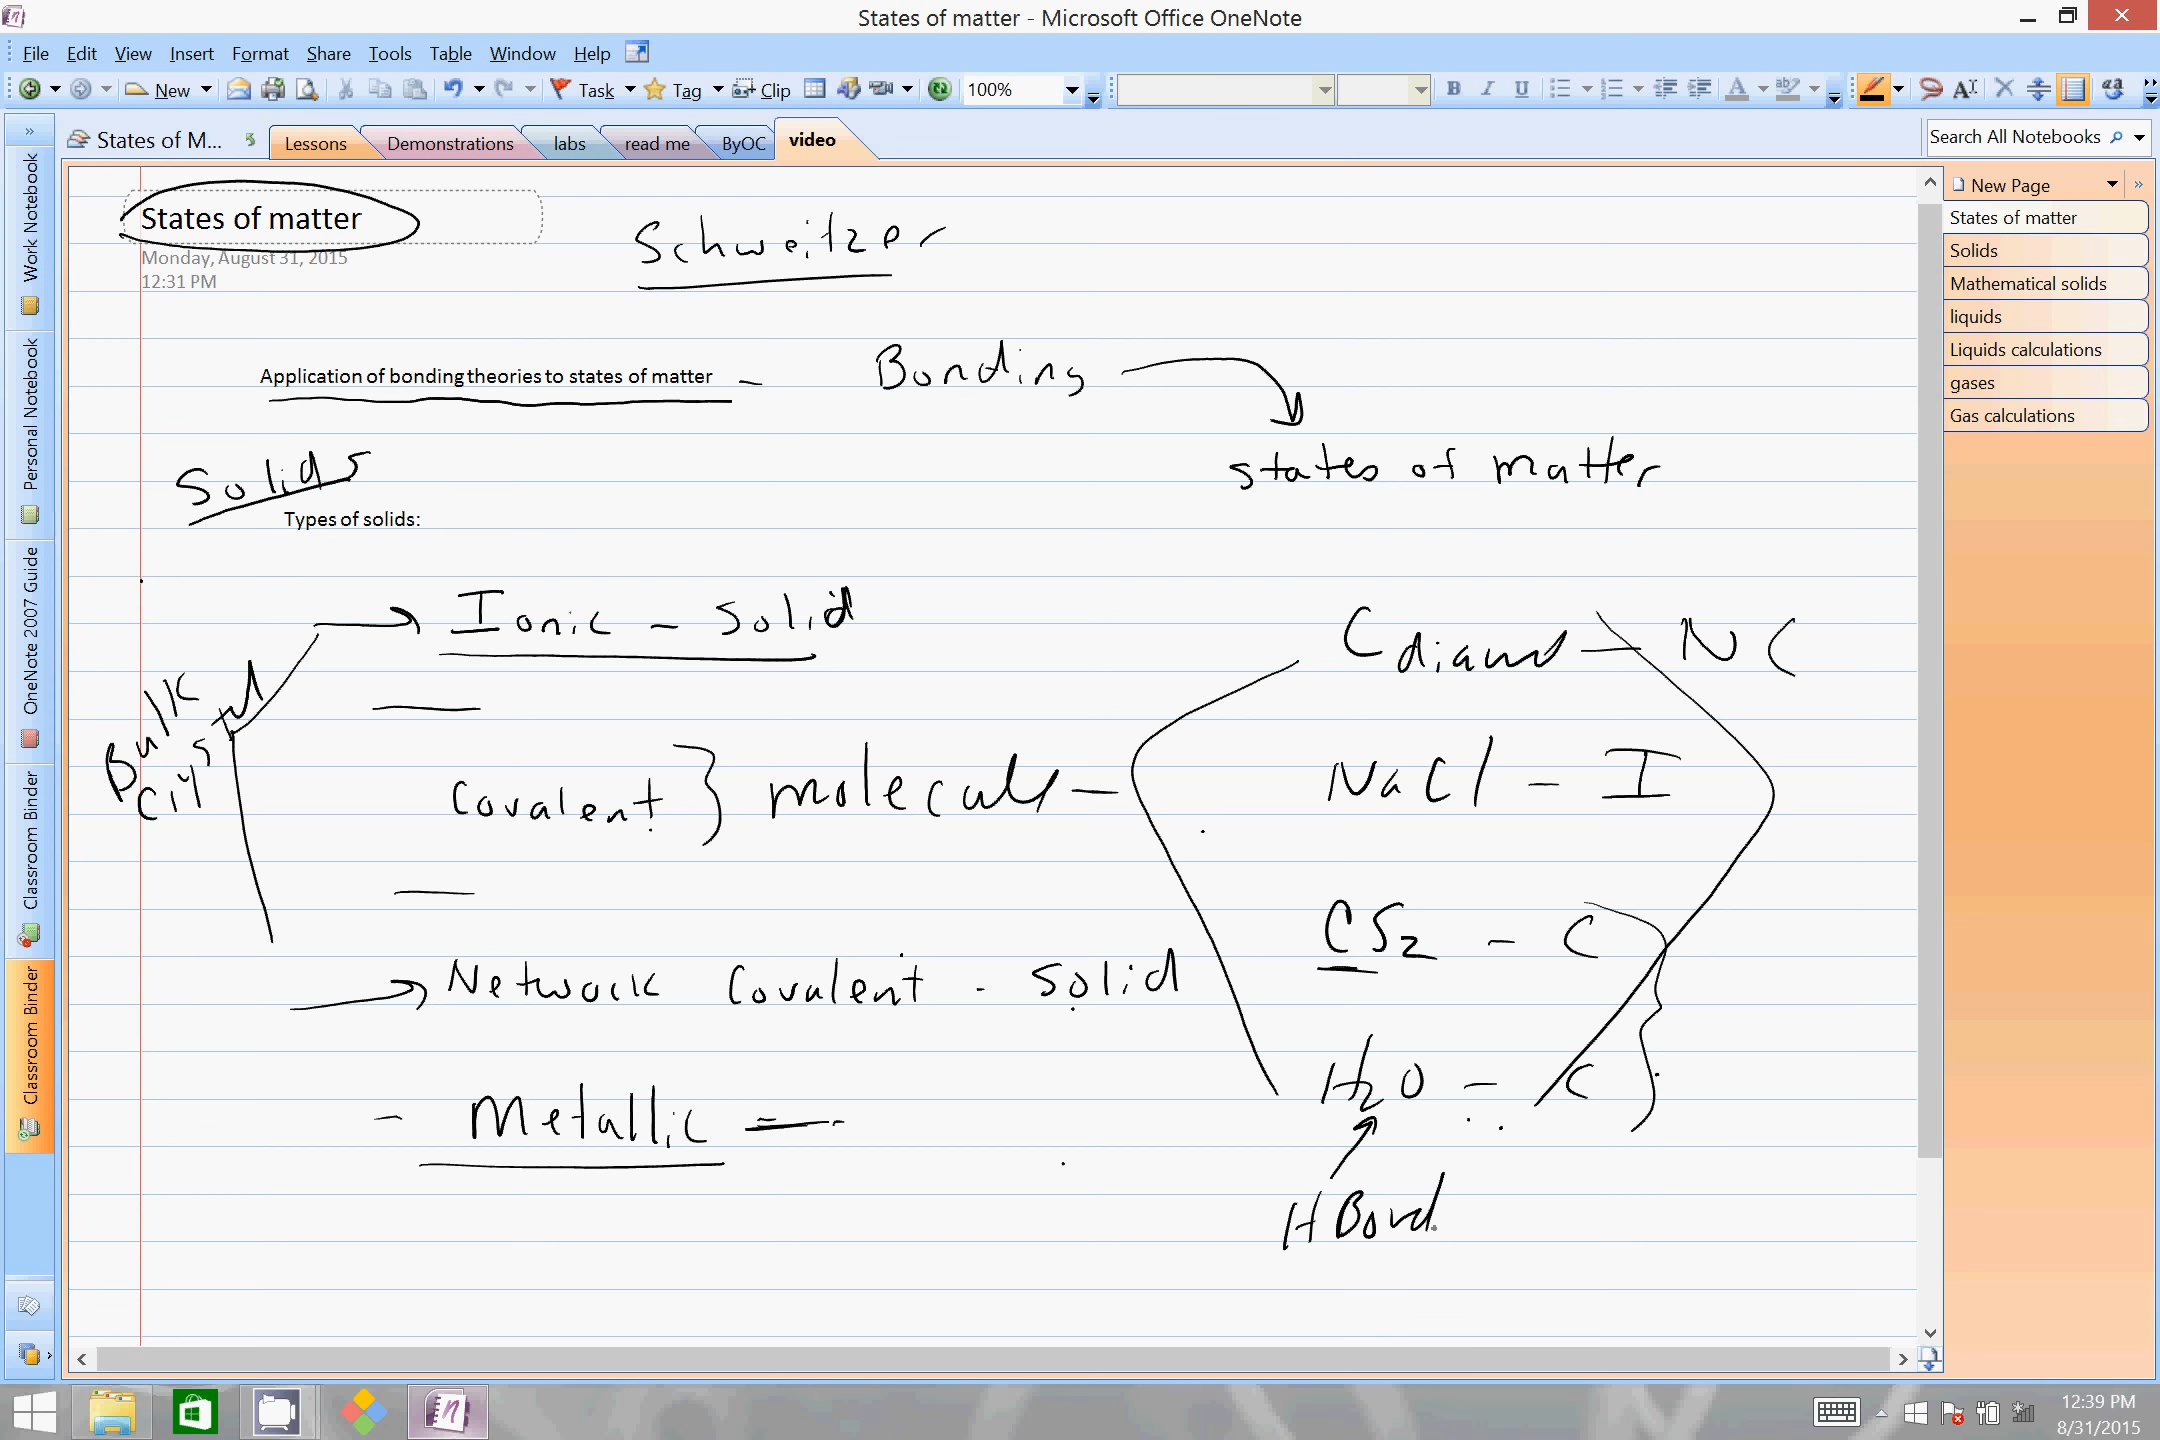 States of matter - Microsoft Office OneNote
File Edit View Insert Format Share Tools Table Window Help
New Task Tag Clip 100% B I U
States of M... Lessons Demonstrations labs read me ByOC video
Search All Notebooks
New Page
States of matter
Solids
Mathematical solids
liquids
Liquids calculations
gases
Gas calculations
Work Notebook
Personal Notebook
OneNote 2007 Guide
Classroom Binder
Classroom Binder
States of matter
Monday, August 31, 2015
12:31 PM
Schweitzer
Application of bonding theories to states of matter - Bonding
states of matter
Solids
Types of solids:
Ionic - solid
Bulk
Covalent } molecule -
Network Covalent - solid
- Metallic =
C diamond - NC
NaCl - I
CS2 - C
H2O - C
H Bond
12:39 PM
8/31/2015